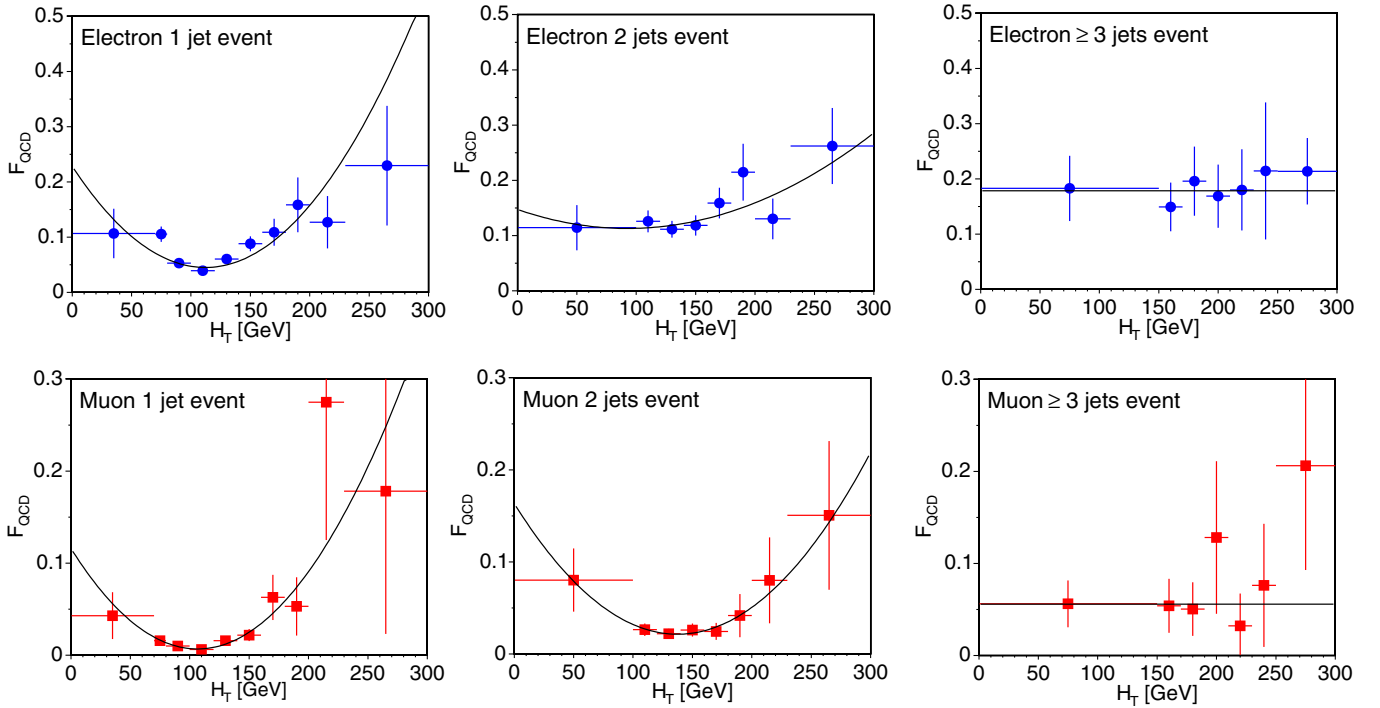 Electron 1 jet event
F_QCD
0.5
0.4
0.3
0.2
0.1
0
0 50 100 150 200 250 300
H_T [GeV]
Electron 2 jets event
F_QCD
0.5
0.4
0.3
0.2
0.1
0
0 50 100 150 200 250 300
H_T [GeV]
Electron ≥ 3 jets event
F_QCD
0.5
0.4
0.3
0.2
0.1
0
0 50 100 150 200 250 300
H_T [GeV]
Muon 1 jet event
F_QCD
0.3
0.2
0.1
0
0 50 100 150 200 250 300
H_T [GeV]
Muon 2 jets event
F_QCD
0.3
0.2
0.1
0
0 50 100 150 200 250 300
H_T [GeV]
Muon ≥ 3 jets event
F_QCD
0.3
0.2
0.1
0
0 50 100 150 200 250 300
H_T [GeV]